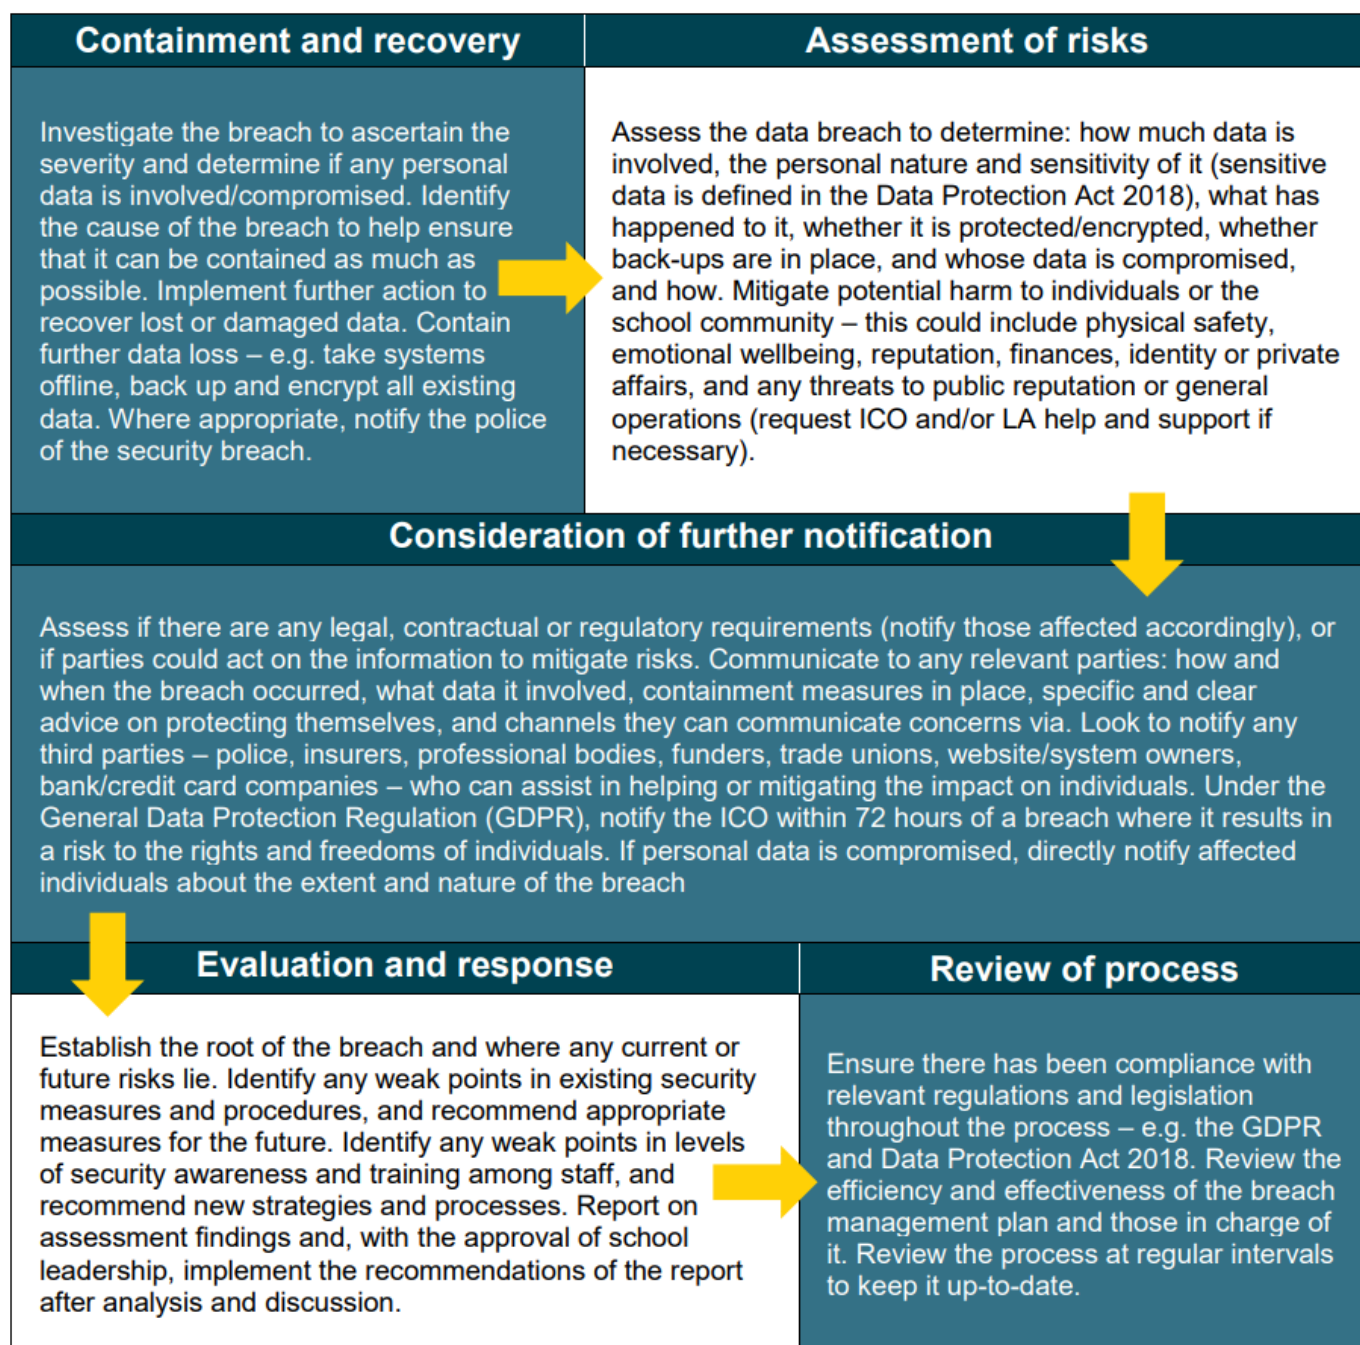 Containment and recovery
Investigate the breach to ascertain the
severity and determine if any personal
data is involved/compromised. Identify
the cause of the breach to help ensure
that it can be contained as much as
possible. Implement further action to
recover lost or damaged data. Contain
further data loss – e.g. take systems
offline, back up and encrypt all existing
data. Where appropriate, notify the police
of the security breach.
Assessment of risks
Assess the data breach to determine: how much data is
involved, the personal nature and sensitivity of it (sensitive
data is defined in the Data Protection Act 2018), what has
happened to it, whether it is protected/encrypted, whether
back-ups are in place, and whose data is compromised,
and how. Mitigate potential harm to individuals or the
school community – this could include physical safety,
emotional wellbeing, reputation, finances, identity or private
affairs, and any threats to public reputation or general
operations (request ICO and/or LA help and support if
necessary).
Consideration of further notification
Assess if there are any legal, contractual or regulatory requirements (notify those affected accordingly), or
if parties could act on the information to mitigate risks. Communicate to any relevant parties: how and
when the breach occurred, what data it involved, containment measures in place, specific and clear
advice on protecting themselves, and channels they can communicate concerns via. Look to notify any
third parties – police, insurers, professional bodies, funders, trade unions, website/system owners,
bank/credit card companies – who can assist in helping or mitigating the impact on individuals. Under the
General Data Protection Regulation (GDPR), notify the ICO within 72 hours of a breach where it results in
a risk to the rights and freedoms of individuals. If personal data is compromised, directly notify affected
individuals about the extent and nature of the breach
Evaluation and response
Establish the root of the breach and where any current or
future risks lie. Identify any weak points in existing security
measures and procedures, and recommend appropriate
measures for the future. Identify any weak points in levels
of security awareness and training among staff, and
recommend new strategies and processes. Report on
assessment findings and, with the approval of school
leadership, implement the recommendations of the report
after analysis and discussion.
Review of process
Ensure there has been compliance with
relevant regulations and legislation
throughout the process – e.g. the GDPR
and Data Protection Act 2018. Review the
efficiency and effectiveness of the breach
management plan and those in charge of
it. Review the process at regular intervals
to keep it up-to-date.